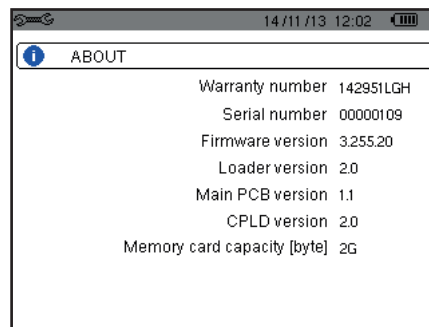 14/11/13 12:02
ABOUT
Warranty number 142951LGH
Serial number 00000109
Firmware version 3.255.20
Loader version 2.0
Main PCB version 1.1
CPLD version 2.0
Memory card capacity [byte] 2G